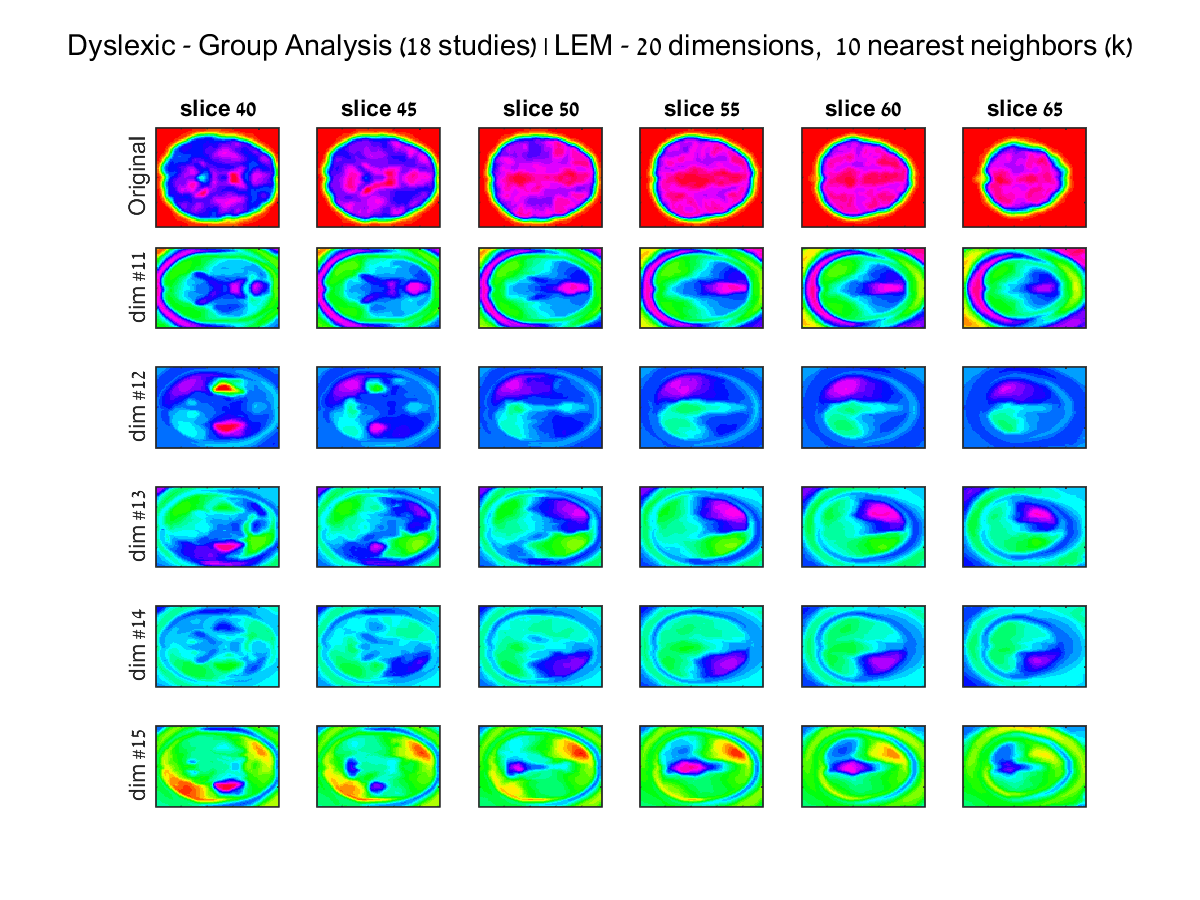 Dyslexic - Group Analysis (18 studies) | LEM - 20 dimensions, 10 nearest neighbors (k)
slice 40 slice 45 slice 50 slice 55 slice 60 slice 65
Original
dim #11
dim #12
dim #13
dim #14
dim #15